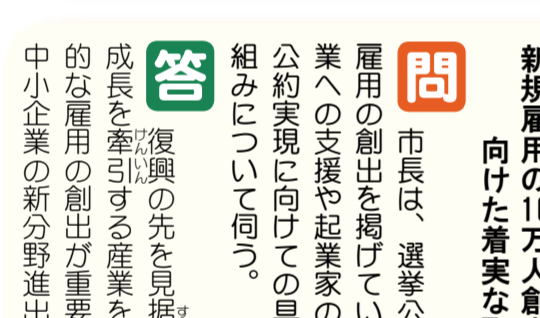 新規雇用の10万人創
向けた着実な
問
市長は、選挙公
雇用の創出を掲げてい
業への支援や起業家の
公約実現に向けての具
組みについて伺う。
答
復興の先を見据す
成長を牽引けんいんする産業を
的な雇用の創出が重要
中小企業の新分野進出